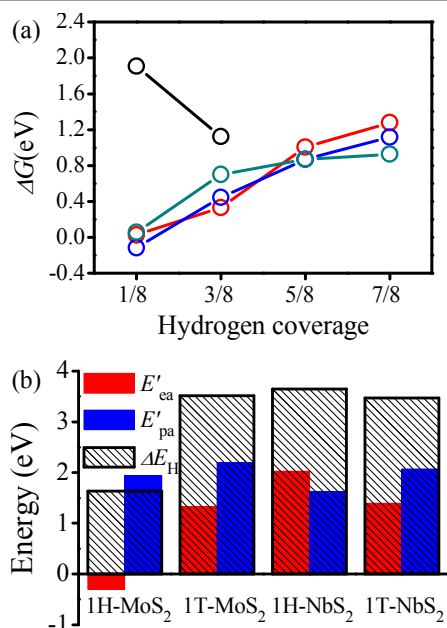 (a)
2.4
2.0
1.6
1.2
0.8
0.4
0.0
-0.4
ΔG(eV)
1/8 3/8 5/8 7/8
Hydrogen coverage
(b)
4
3
2
1
0
-1
Energy (eV)
E′ea
E′pa
ΔEH
1H-MoS2 1T-MoS2 1H-NbS2 1T-NbS2